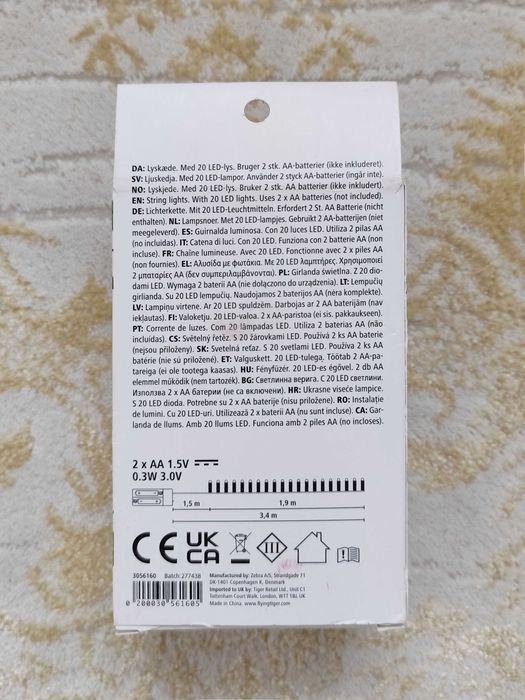 DA: Lyskæde. Med 20 LED-lys. Bruger 2 stk. AA-batterier (ikke inkluderet).
SV: Ljuskedja. Med 20 LED-lampor. Använder 2 styck AA-batterier (ingår inte).
NO: Lyskjede. Med 20 LED-lys. Bruker 2 stk. AA batterier (ikke inkludert).
EN: String lights. With 20 LED lights. Uses 2 x AA batteries (not included).
DE: Lichterkette. Mit 20 LED-Leuchtmitteln. Erfordert 2 St. AA Batterie (nicht
enthalten). NL: Lampsnoer. Met 20 LED-lampjes. Gebruikt 2 AA-batterijen (niet
meegeleverd). ES: Guirnalda luminosa. Con 20 luces LED. Utiliza 2 pilas AA
(no incluidas). IT: Catena di luci. Con 20 LED. Funziona con 2 batterie AA (non
incluse). FR: Chaîne lumineuse. Avec 20 LED. Fonctionne avec 2 x piles AA
(non fournies). EL: Αλυσίδα με φωτάκια. Με 20 LED λαμπτήρες. Χρησιμοποιεί
2 μπαταρίες AA (δεν συμπεριλαμβάνονται). PL: Girlanda świetlna. Z 20 dio-
dami LED. Wymaga 2 baterii AA (nie dołączono do urządzenia). LT: Lempučių
girlianda. Su 20 LED lempučių. Naudojamos 2 baterijos AA (nėra komplekte).
LV: Lampiņu virtene. Ar 20 LED spuldzēm. Darbojas ar 2 AA baterijām (nav
iekļautas). FI: Valoketju. 20 LED-valoa. 2 x AA-paristoa (ei sis. pakkaukseen).
PT: Corrente de luzes. Com 20 lâmpadas LED. Utiliza 2 baterias AA (não
inclusas). CS: Světelný řetěz. S 20 LED žárovkami. Používá 2 ks AA baterie
(nejsou přiloženy). SK: Svetelná reťaz. S 20 svetlami LED. Používa 2 ks AA
batérie (nie sú priložené). ET: Valguskett. 20 LED-tulega. Töötab 2 AA-pa-
tareiga (ei ole tootega kaasas). HU: Fényfüzér. 20 LED-es égővel. 2 db AA
elemmel működik (nem tartozék). BG: Светлинна верига. С 20 LED светлини.
Използва 2 x AA батерии (не са включени). HR: Ukrasne viseće lampice.
S 20 LED dioda. Potrebne su 2 x AA baterije (nisu priložene). RO: Instalație
de lumini. Cu 20 LED-uri. Utilizează 2 x baterii AA (nu sunt incluse). CA: Gar-
landa de llums. Amb 20 llums LED. Funciona amb 2 piles AA (no incloses).
2 x AA 1.5V
0.3W 3.0V
1,5 m 1,9 m
3,4 m
CE UK CA III
3056160 Batch:277438
0 200030 561605
Manufactured by: Zebra A/S, Strandgade 71
DK-1401 Copenhagen K, Denmark
Imported to UK by: Tiger Retail Ltd., Unit C1
Tottenham Court Walk, London, W1T 1BL UK
Made in China. www.flyingtiger.com